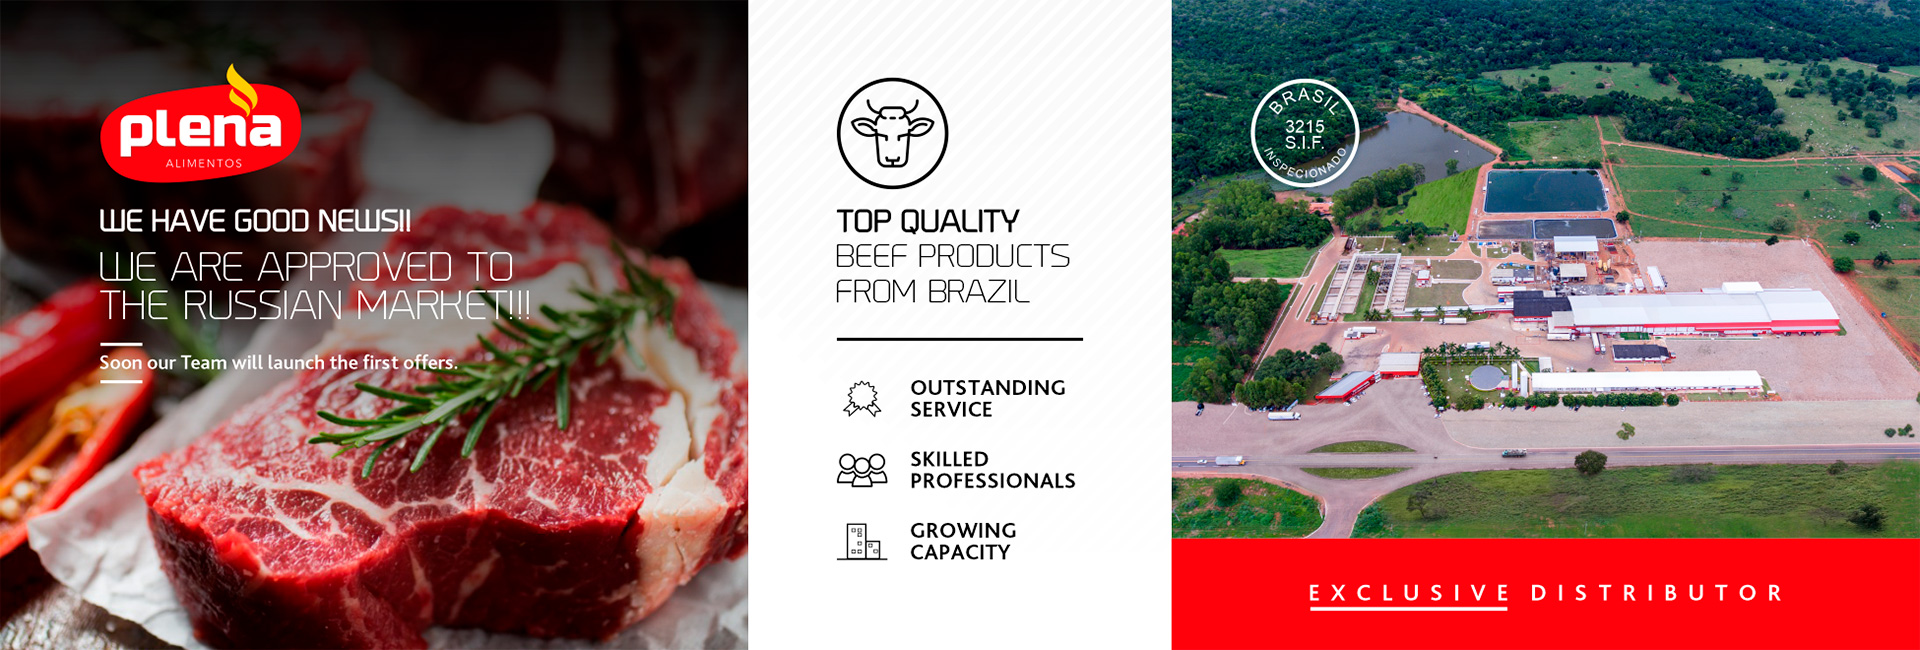 plena
ALIMENTOS
WE HAVE GOOD NEWS!!
WE ARE APPROVED TO
THE RUSSIAN MARKET!!!
Soon our Team will launch the first offers.
TOP QUALITY
BEEF PRODUCTS
FROM BRAZIL
OUTSTANDING
SERVICE
SKILLED
PROFESSIONALS
GROWING
CAPACITY
BRASIL
3215
S.I.F.
INSPECIONADO
EXCLUSIVE DISTRIBUTOR